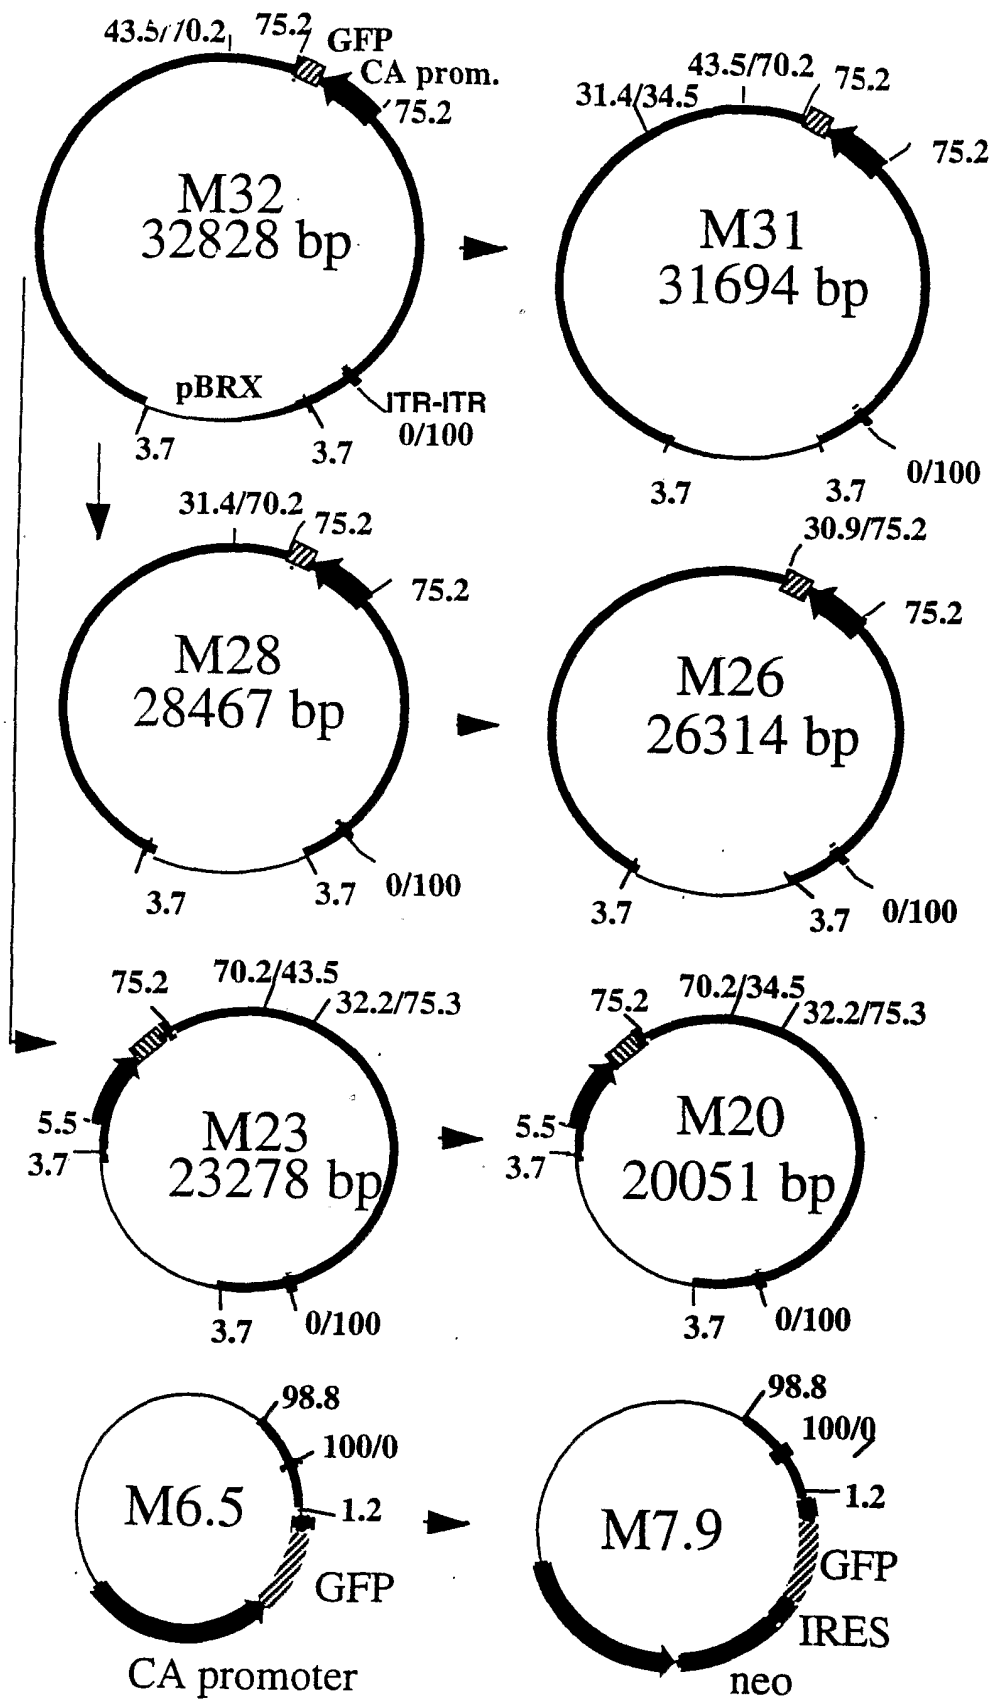 43.5/70.2
75.2
GFP
CA prom.
75.2
M32
32828 bp
pBRX
ITR-ITR
0/100
3.7
3.7
31.4/34.5
43.5/70.2
75.2
75.2
M31
31694 bp
0/100
3.7
3.7
31.4/70.2
75.2
75.2
M28
28467 bp
3.7
3.7
0/100
30.9/75.2
75.2
M26
26314 bp
3.7
3.7
0/100
75.2
70.2/43.5
32.2/75.3
5.5
3.7
M23
23278 bp
3.7
0/100
75.2
70.2/34.5
32.2/75.3
5.5
3.7
M20
20051 bp
3.7
0/100
98.8
100/0
M6.5
1.2
GFP
CA promoter
98.8
100/0
M7.9
1.2
GFP
IRES
neo